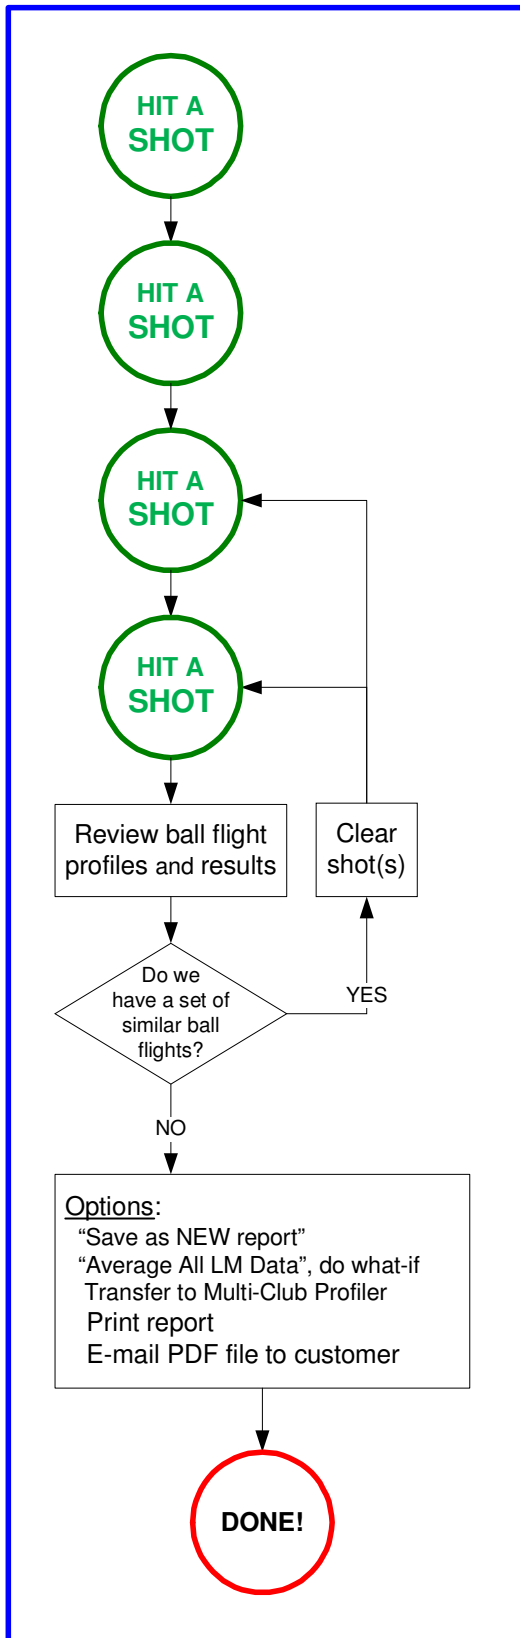 HIT A
SHOT
HIT A
SHOT
HIT A
SHOT
HIT A
SHOT
Review ball flight
profiles and results
Clear
shot(s)
Do we
have a set of
similar ball
flights?
YES
NO
Options:
“Save as NEW report”
“Average All LM Data”, do what-if
Transfer to Multi-Club Profiler
Print report
E-mail PDF file to customer
DONE!